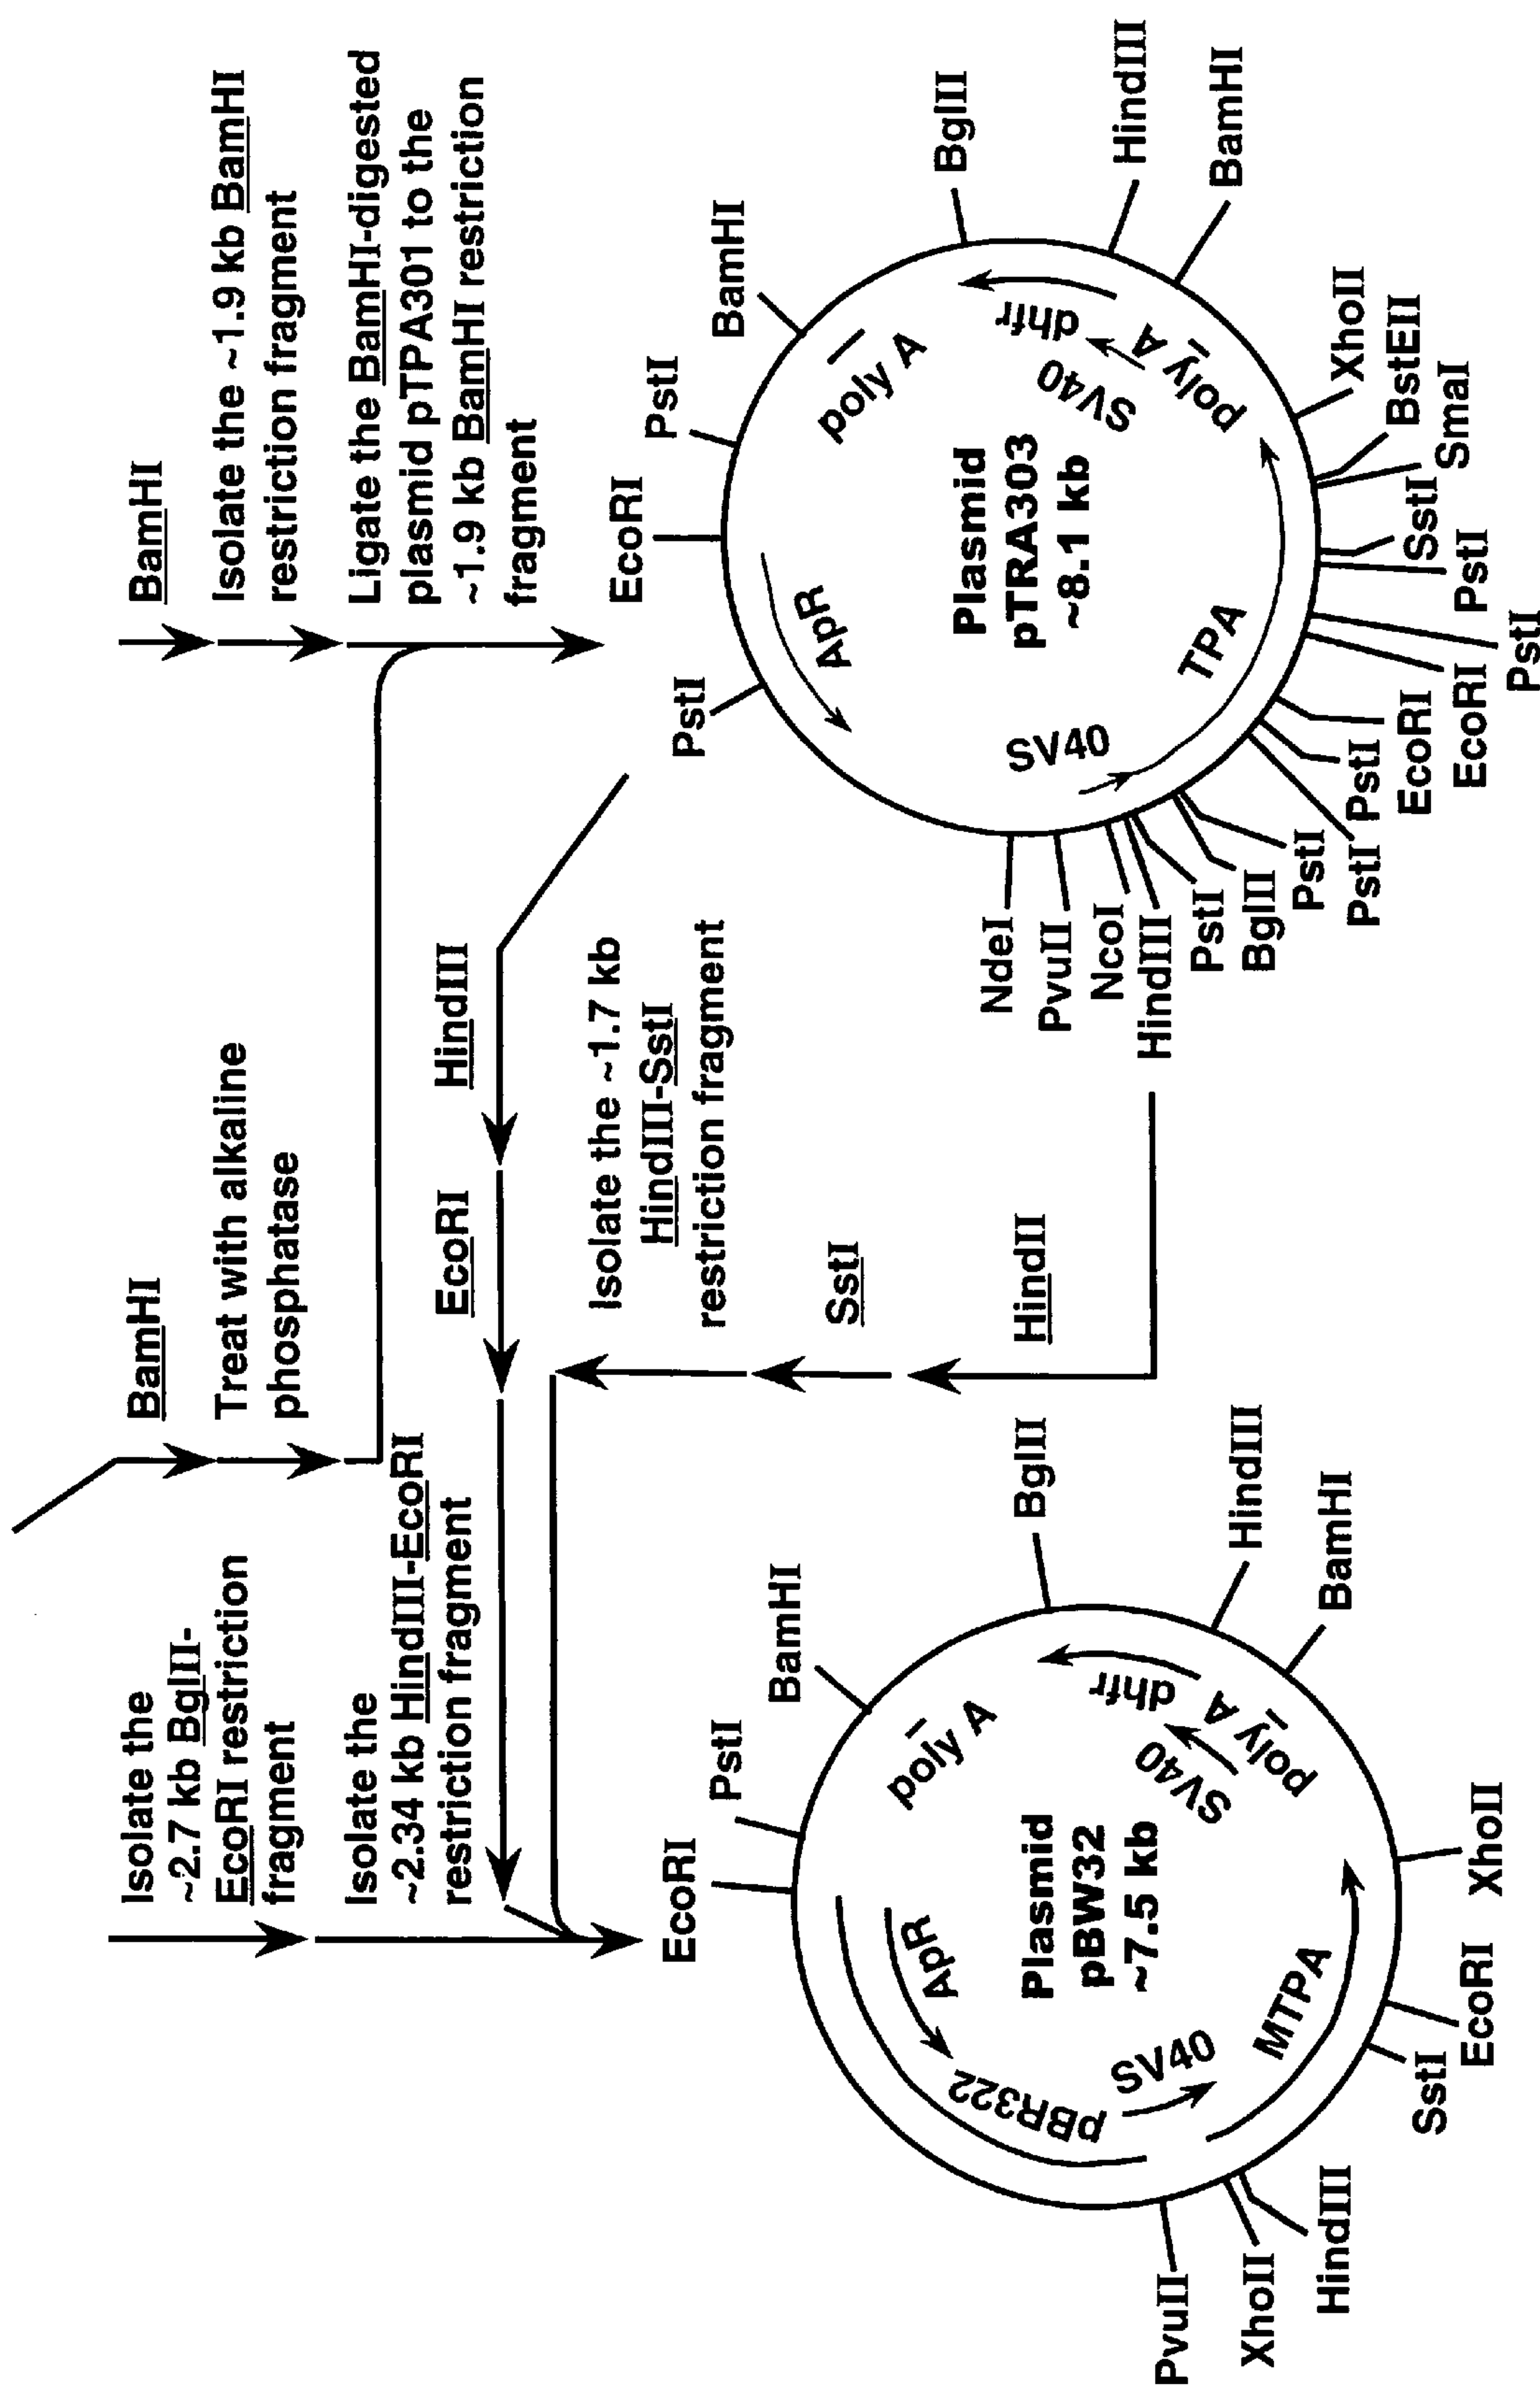 BamHI
Isolate the ~1.9 kb BamHI
restriction fragment
Ligate the BamHI-digested
plasmid pTPA301 to the
~1.9 kb BamHI restriction
fragment
BamHI
Treat with alkaline
phosphatase
Isolate the
~2.7 kb BglII-
EcoRI restriction
fragment
Isolate the
~2.34 kb HindIII-EcoRI
restriction fragment
EcoRI
HindIII
Isolate the ~1.7 kb
HindIII-SstI
restriction fragment
SstI
HindII
EcoRI
PstI
BamHI
BglII
HindIII
BamHI
XhoII
EcoRI
SstI
HindIII
XhoII
PvuII
ApR
pBR322
SV40
MTPA
poly A
dhfr
SV40
poly A
Plasmid
pBW32
~7.5 kb
PstI
EcoRI
PstI
BamHI
BglII
HindIII
BamHI
XhoII
BstEII
SmaI
SstI
PstI
PstI
EcoRI
EcoRI
PstI
PstI
PstI
BglII
PstI
HindIII
NcoI
PvuII
NdeI
ApR
SV40
TPA
poly A
dhfr
SV40
poly A
Plasmid
pTRA303
~8.1 kb